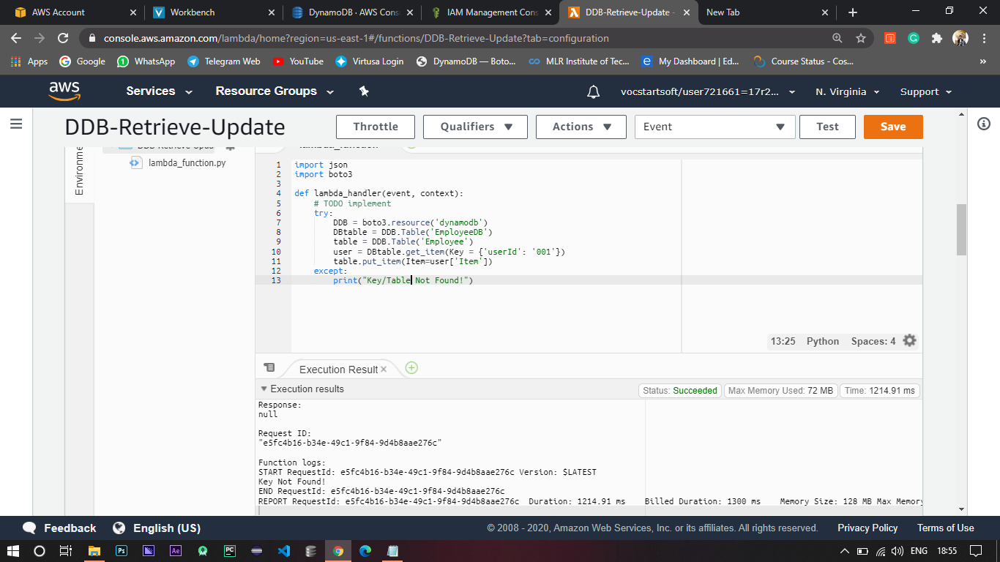 AWS Account
Workbench
DynamoDB · AWS Cons
IAM Management Cons
DDB-Retrieve-Update -
New Tab
console.aws.amazon.com/lambda/home?region=us-east-1#/functions/DDB-Retrieve-Update?tab=configuration
Apps
Google
WhatsApp
Telegram Web
YouTube
Virtusa Login
DynamoDB — Boto...
MLR Institute of Tec...
My Dashboard | Ed...
Course Status - Cos...
»
aws
Services
Resource Groups
vocstartsoft/user721661=17r2...
N. Virginia
Support
DDB-Retrieve-Update
Throttle
Qualifiers
Actions
Event
Test
Save
Environme
DDB-Retrieve-Upda
lambda_function.py
lambda_function
1 import json
2 import boto3
3
4 def lambda_handler(event, context):
5 # TODO implement
6 try:
7 DDB = boto3.resource('dynamodb')
8 DBtable = DDB.Table('EmployeeDB')
9 table = DDB.Table('Employee')
10 user = DBtable.get_item(Key = {'userId': '001'})
11 table.put_item(Item=user['Item'])
12 except:
13 print("Key/Table Not Found!")
13:25 Python Spaces: 4
Execution Result
Execution results
Status: Succeeded
Max Memory Used: 72 MB
Time: 1214.91 ms
Response:
null
Request ID:
"e5fc4b16-b34e-49c1-9f84-9d4b8aae276c"
Function logs:
START RequestId: e5fc4b16-b34e-49c1-9f84-9d4b8aae276c Version: $LATEST
Key Not Found!
END RequestId: e5fc4b16-b34e-49c1-9f84-9d4b8aae276c
REPORT RequestId: e5fc4b16-b34e-49c1-9f84-9d4b8aae276c Duration: 1214.91 ms Billed Duration: 1300 ms Memory Size: 128 MB Max Memory
Feedback
English (US)
© 2008 - 2020, Amazon Web Services, Inc. or its affiliates. All rights reserved.
Privacy Policy
Terms of Use
Ps
Ae
PC
ENG
18:55